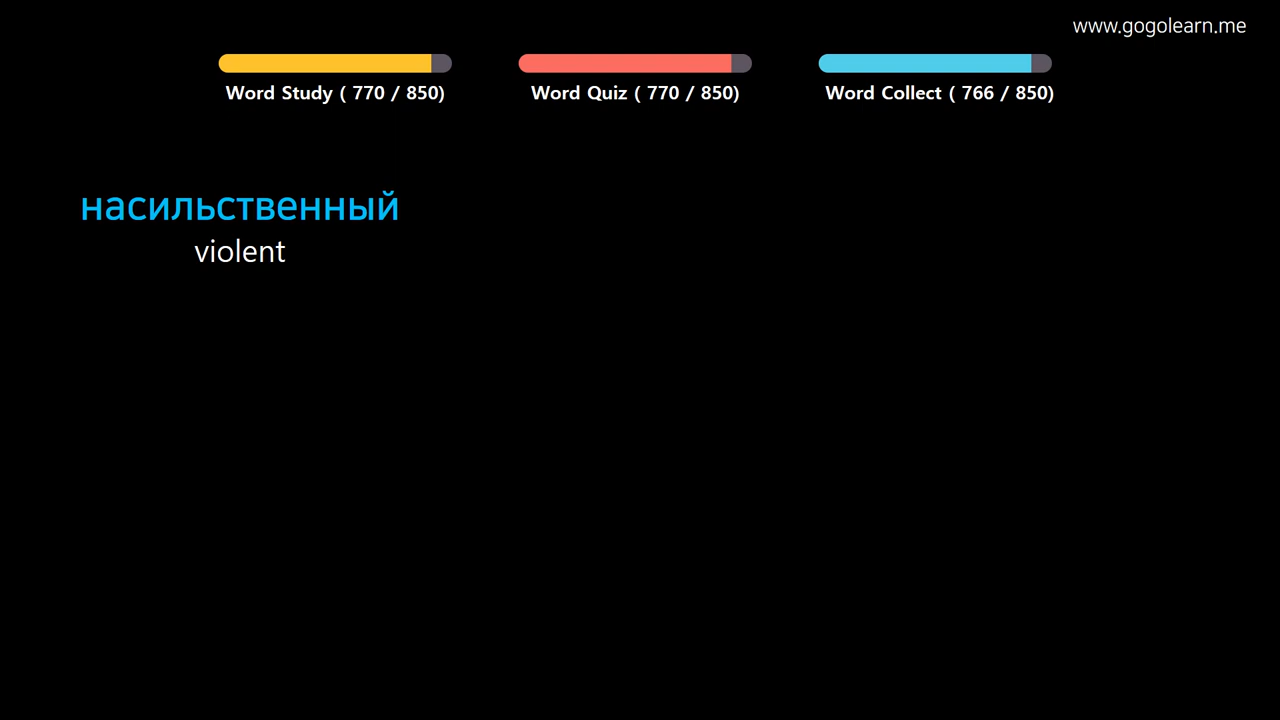 www.gogolearn.me
Word Study ( 770 / 850)
Word Quiz ( 770 / 850)
Word Collect ( 766 / 850)
насильственный
violent